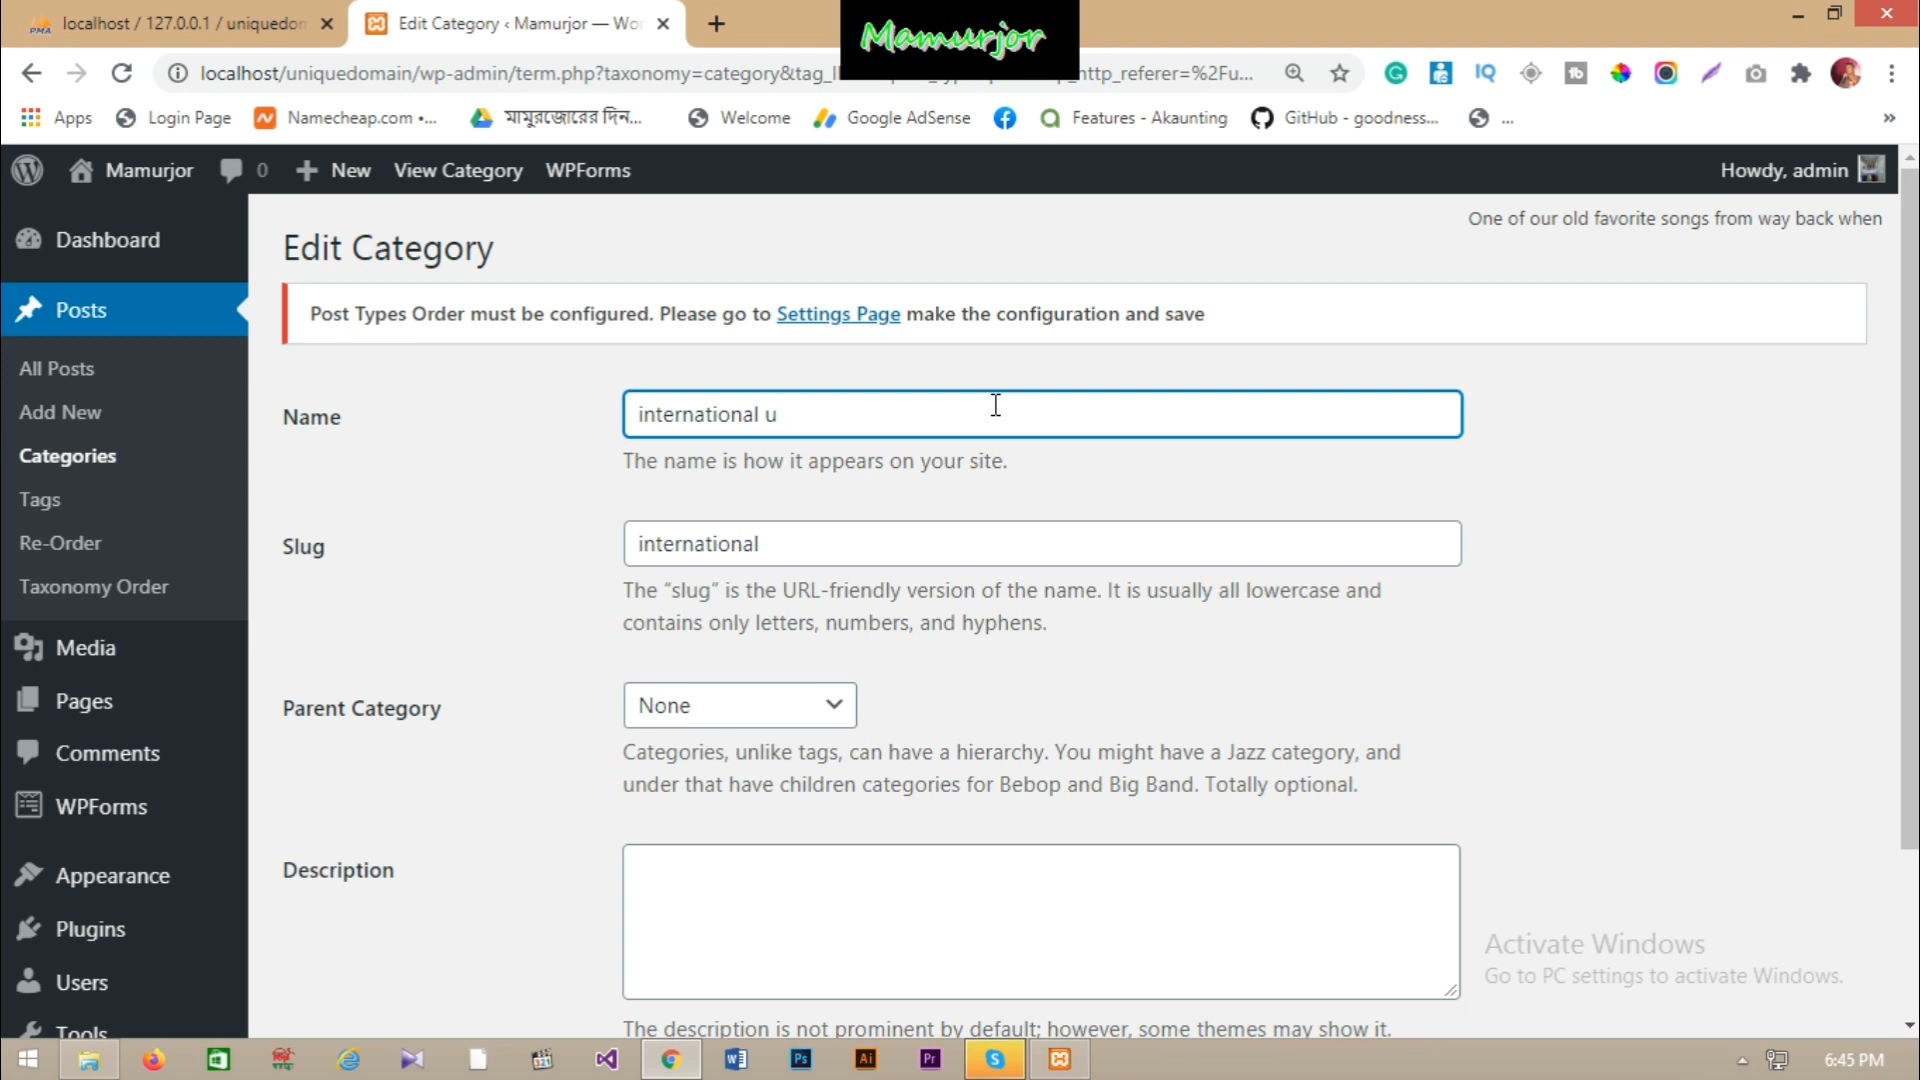 localhost / 127.0.0.1 / uniquedom
Edit Category ‹ Mamurjor — Wor
Mamurjor
localhost/uniquedomain/wp-admin/term.php?taxonomy=category&tag_I
_http_referer=%2Fu...
Apps
Login Page
Namecheap.com •...
মামুরজোরের দিন...
Welcome
Google AdSense
Features - Akaunting
GitHub - goodness...
...
»
Mamurjor
0
New
View Category
WPForms
Howdy, admin
One of our old favorite songs from way back when
Dashboard
Posts
All Posts
Add New
Categories
Tags
Re-Order
Taxonomy Order
Media
Pages
Comments
WPForms
Appearance
Plugins
Users
Tools
Edit Category
Post Types Order must be configured. Please go to Settings Page make the configuration and save
Name
international u
The name is how it appears on your site.
Slug
international
The “slug” is the URL-friendly version of the name. It is usually all lowercase and
contains only letters, numbers, and hyphens.
Parent Category
None
Categories, unlike tags, can have a hierarchy. You might have a Jazz category, and
under that have children categories for Bebop and Big Band. Totally optional.
Description
The description is not prominent by default; however, some themes may show it.
Activate Windows
Go to PC settings to activate Windows.
6:45 PM